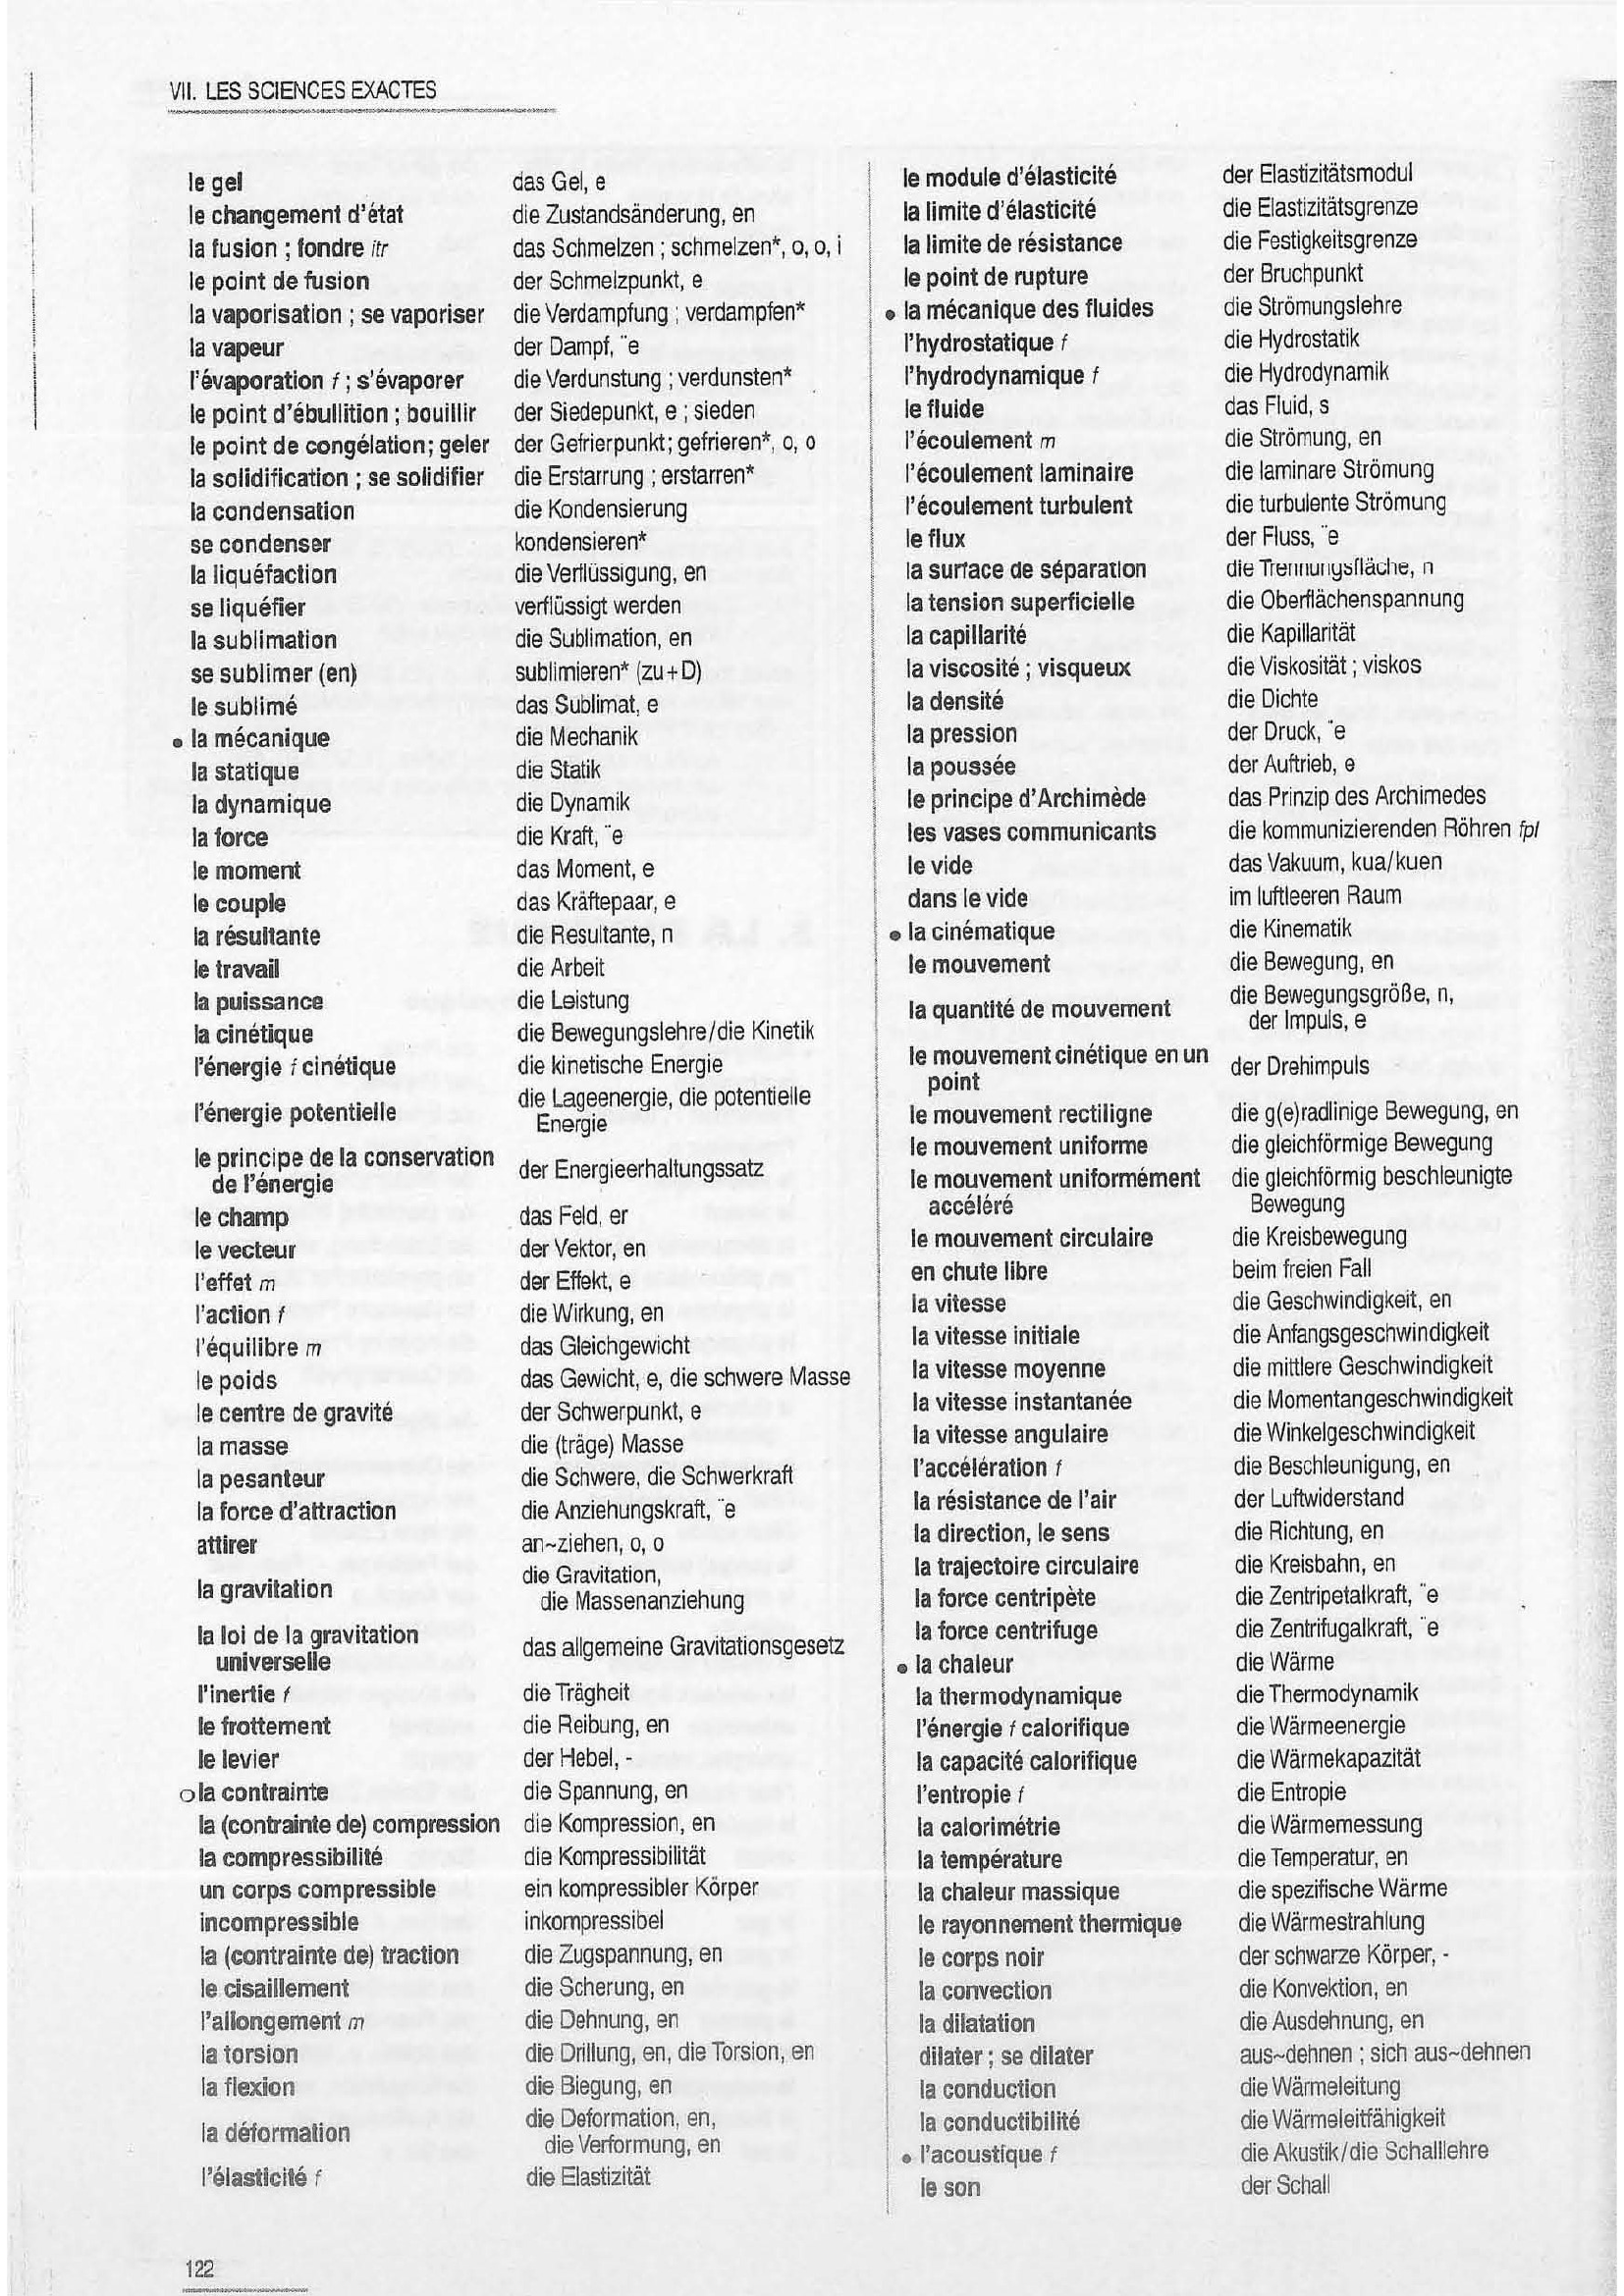 VII. LES SCIENCES EXACTES
le gel das Gel, e
le changement d'état die Zustandsänderung, en
la fusion ; fondre itr das Schmelzen ; schmelzen*, o, o, i
le point de fusion der Schmelzpunkt, e
la vaporisation ; se vaporiser die Verdampfung ; verdampfen*
la vapeur der Dampf, ¨e
l'évaporation f ; s'évaporer die Verdunstung ; verdunsten*
le point d'ébullition ; bouillir der Siedepunkt, e ; sieden
le point de congélation; geler der Gefrierpunkt; gefrieren*, o, o
la solidification ; se solidifier die Erstarrung ; erstarren*
la condensation die Kondensierung
se condenser kondensieren*
la liquéfaction die Verflüssigung, en
se liquéfier verflüssigt werden
la sublimation die Sublimation, en
se sublimer (en) sublimieren* (zu+D)
le sublimé das Sublimat, e
• la mécanique die Mechanik
la statique die Statik
la dynamique die Dynamik
la force die Kraft, ¨e
le moment das Moment, e
le couple das Kräftepaar, e
la résultante die Resultante, n
le travail die Arbeit
la puissance die Leistung
la cinétique die Bewegungslehre/die Kinetik
l'énergie f cinétique die kinetische Energie
l'énergie potentielle die Lageenergie, die potentielle
Energie
le principe de la conservation
de l'énergie der Energieerhaltungssatz
le champ das Feld, er
le vecteur der Vektor, en
l'effet m der Effekt, e
l'action f die Wirkung, en
l'équilibre m das Gleichgewicht
le poids das Gewicht, e, die schwere Masse
le centre de gravité der Schwerpunkt, e
la masse die (träge) Masse
la pesanteur die Schwere, die Schwerkraft
la force d'attraction die Anziehungskraft, ¨e
attirer an~ziehen, o, o
la gravitation die Gravitation,
die Massenanziehung
la loi de la gravitation
universelle das allgemeine Gravitationsgesetz
l'inertie f die Trägheit
le frottement die Reibung, en
le levier der Hebel, -
o la contrainte die Spannung, en
la (contrainte de) compression die Kompression, en
la compressibilité die Kompressibilität
un corps compressible ein kompressibler Körper
incompressible inkompressibel
la (contrainte de) traction die Zugspannung, en
le cisaillement die Scherung, en
l'allongement m die Dehnung, en
la torsion die Drillung, en, die Torsion, en
la flexion die Biegung, en
la déformation die Deformation, en,
die Verformung, en
l'élasticité f die Elastizität
le module d'élasticité der Elastizitätsmodul
la limite d'élasticité die Elastizitätsgrenze
la limite de résistance die Festigkeitsgrenze
le point de rupture der Bruchpunkt
• la mécanique des fluides die Strömungslehre
l'hydrostatique f die Hydrostatik
l'hydrodynamique f die Hydrodynamik
le fluide das Fluid, s
l'écoulement m die Strömung, en
l'écoulement laminaire die laminare Strömung
l'écoulement turbulent die turbulente Strömung
le flux der Fluss, ¨e
la surface de séparation die Trennungsfläche, n
la tension superficielle die Oberflächenspannung
la capillarité die Kapillarität
la viscosité ; visqueux die Viskosität ; viskos
la densité die Dichte
la pression der Druck, ¨e
la poussée der Auftrieb, e
le principe d'Archimède das Prinzip des Archimedes
les vases communicants die kommunizierenden Röhren fpl
le vide das Vakuum, kua/kuen
dans le vide im luftleeren Raum
• la cinématique die Kinematik
le mouvement die Bewegung, en
la quantité de mouvement die Bewegungsgröße, n,
der Impuls, e
le mouvement cinétique en un
point der Drehimpuls
le mouvement rectiligne die g(e)radlinige Bewegung, en
le mouvement uniforme die gleichförmige Bewegung
le mouvement uniformément die gleichförmig beschleunigte
accéléré Bewegung
le mouvement circulaire die Kreisbewegung
en chute libre beim freien Fall
la vitesse die Geschwindigkeit, en
la vitesse initiale die Anfangsgeschwindigkeit
la vitesse moyenne die mittlere Geschwindigkeit
la vitesse instantanée die Momentangeschwindigkeit
la vitesse angulaire die Winkelgeschwindigkeit
l'accélération f die Beschleunigung, en
la résistance de l'air der Luftwiderstand
la direction, le sens die Richtung, en
la trajectoire circulaire die Kreisbahn, en
la force centripète die Zentripetalkraft, ¨e
la force centrifuge die Zentrifugalkraft, ¨e
• la chaleur die Wärme
la thermodynamique die Thermodynamik
l'énergie f calorifique die Wärmeenergie
la capacité calorifique die Wärmekapazität
l'entropie f die Entropie
la calorimétrie die Wärmemessung
la température die Temperatur, en
la chaleur massique die spezifische Wärme
le rayonnement thermique die Wärmestrahlung
le corps noir der schwarze Körper, -
la convection die Konvektion, en
la dilatation die Ausdehnung, en
dilater ; se dilater aus~dehnen ; sich aus~dehnen
la conduction die Wärmeleitung
la conductibilité die Wärmeleitfähigkeit
• l'acoustique f die Akustik/die Schalllehre
le son der Schall
122